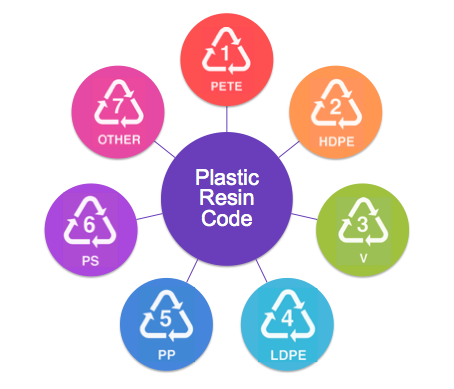 Plastic
Resin
Code
1
PETE
2
HDPE
3
V
4
LDPE
5
PP
6
PS
7
OTHER